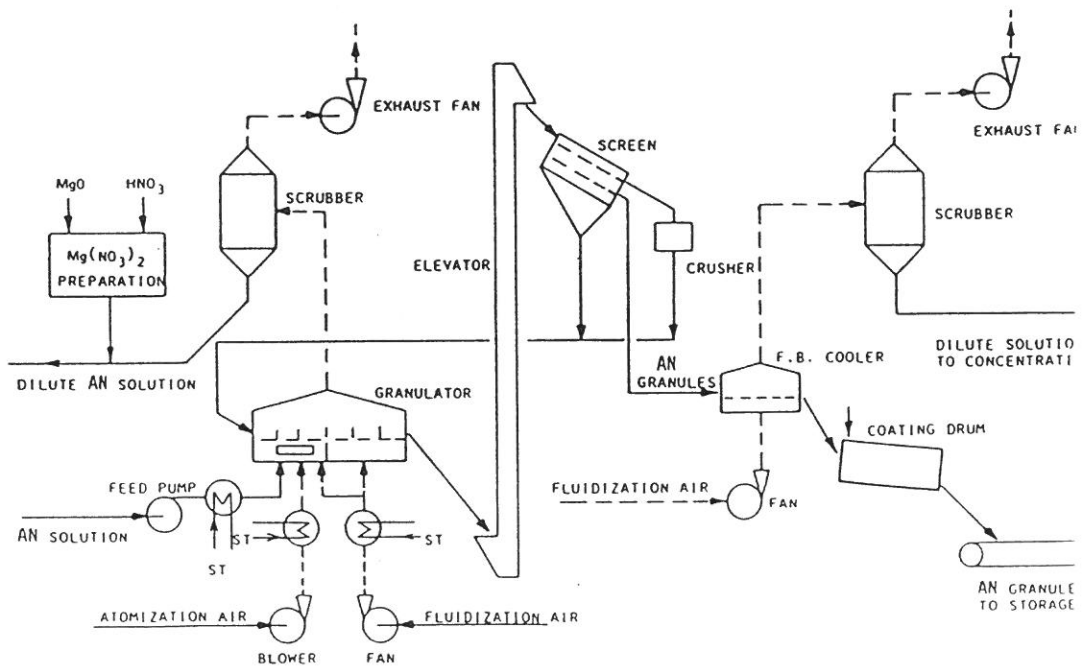 EXHAUST FAN
EXHAUST FA
SCREEN
MgO
HNO3
SCRUBBER
SCRUBBER
Mg(NO3)2
PREPARATION
ELEVATOR
CRUSHER
DILUTE AN SOLUTION
DILUTE SOLUTIO
TO CONCENTRATI
AN
GRANULES
F.B. COOLER
GRANULATOR
COATING DRUM
FEED PUMP
FLUIDIZATION AIR
FAN
AN SOLUTION
ST
ST
ST
AN GRANULE
TO STORAGE
ATOMIZATION AIR
FLUIDIZATION AIR
BLOWER
FAN